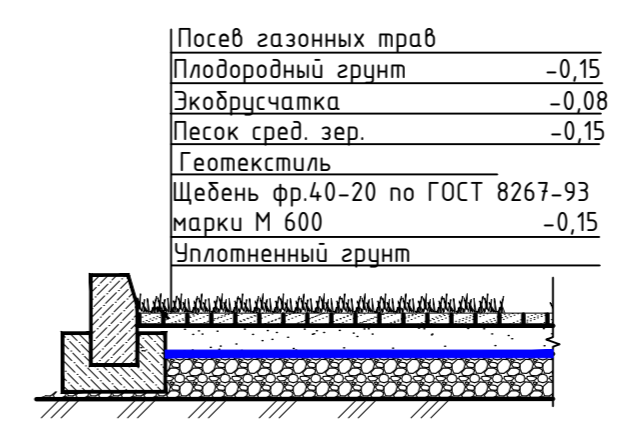 Посев газонных трав
Плодородный грунт -0,15
Экобрусчатка -0,08
Песок сред. зер. -0,15
Геотекстиль
Щебень фр.40-20 по ГОСТ 8267-93
марки М 600 -0,15
Уплотненный грунт